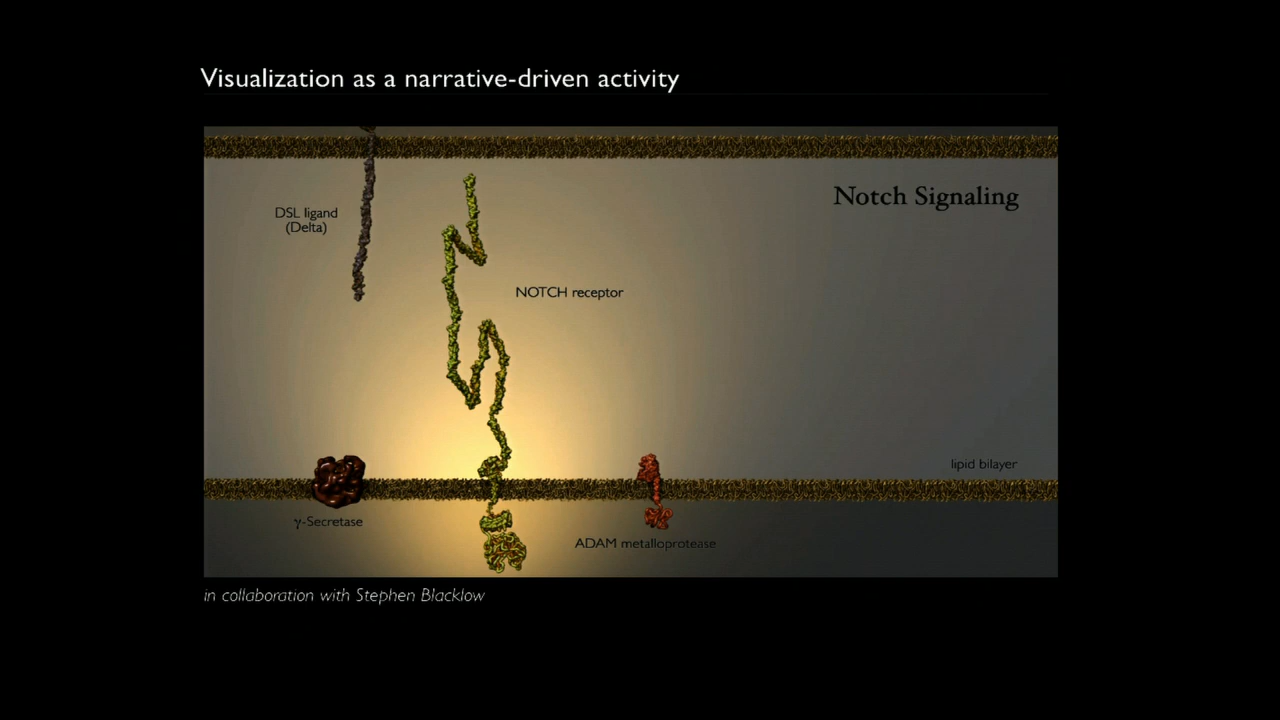 Visualization as a narrative-driven activity
Notch Signaling
DSL ligand
(Delta)
NOTCH receptor
lipid bilayer
γ-Secretase
ADAM metalloprotease
in collaboration with Stephen Blacklow